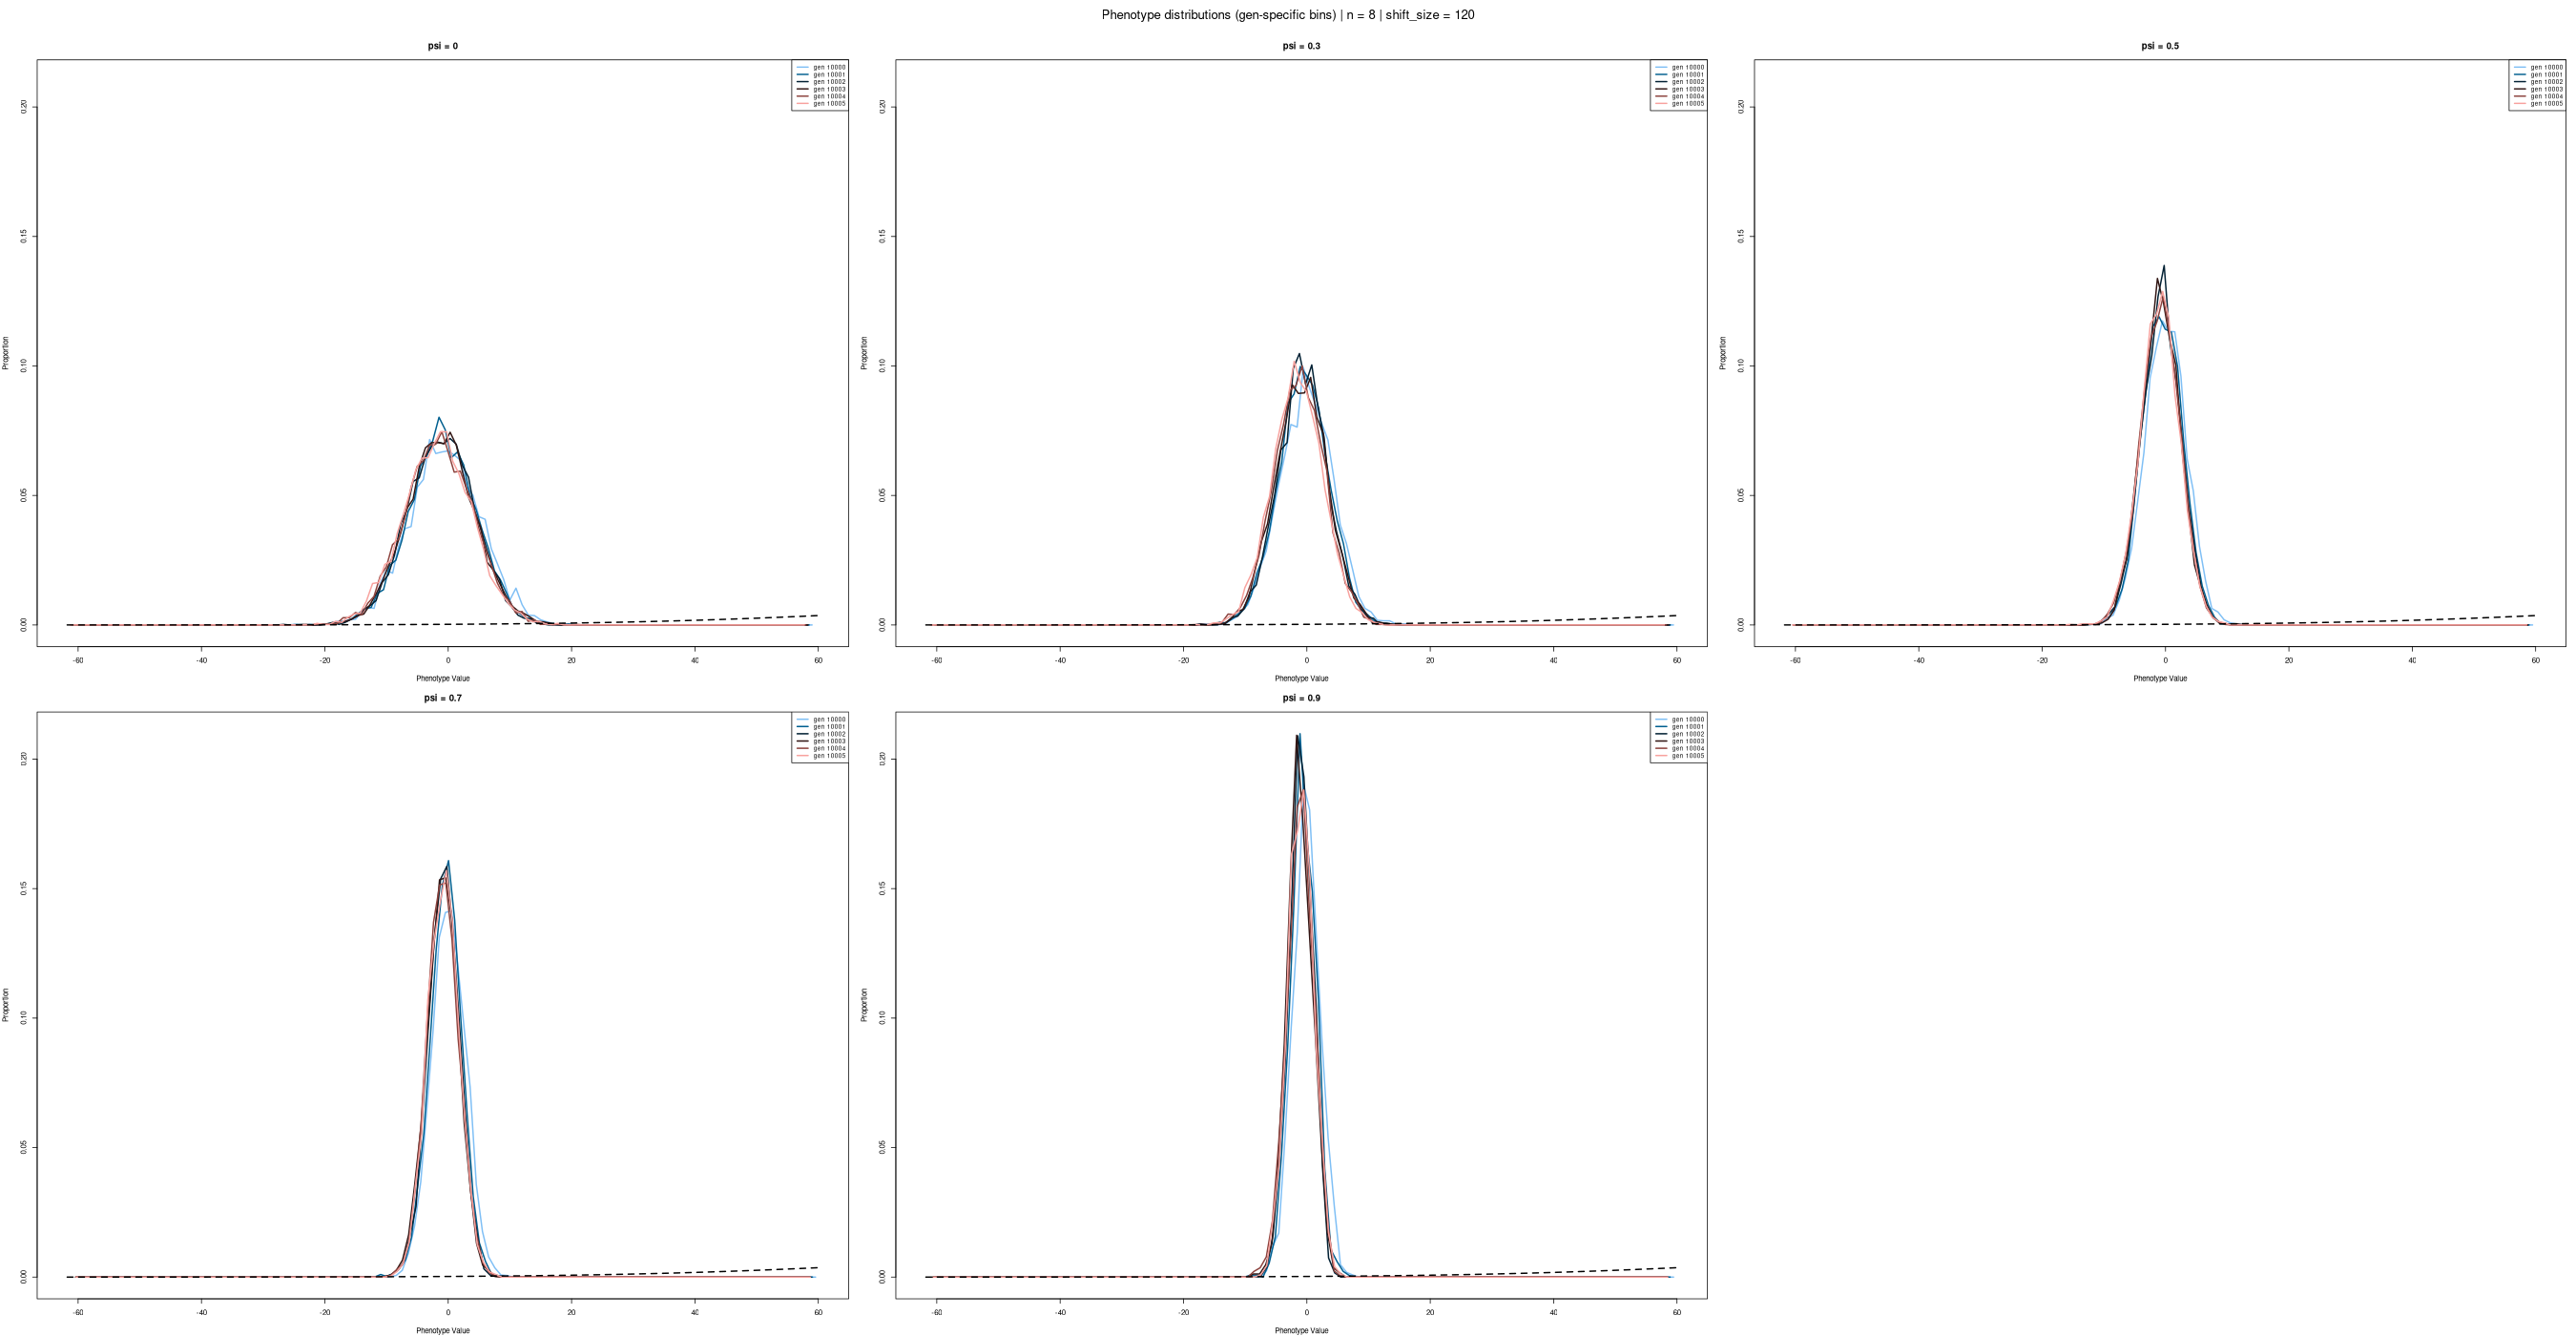 Phenotype distributions (gen-specific bins) | n = 8 | shift_size = 120
psi = 0
gen 10000
gen 10001
gen 10002
gen 10003
gen 10004
gen 10005
Proportion
0.20
0.15
0.10
0.05
0.00
-60 -40 -20 0 20 40 60
Phenotype Value
psi = 0.3
gen 10000
gen 10001
gen 10002
gen 10003
gen 10004
gen 10005
Proportion
0.20
0.15
0.10
0.05
0.00
-60 -40 -20 0 20 40 60
Phenotype Value
psi = 0.5
gen 10000
gen 10001
gen 10002
gen 10003
gen 10004
gen 10005
Proportion
0.20
0.15
0.10
0.05
0.00
-60 -40 -20 0 20 40 60
Phenotype Value
psi = 0.7
gen 10000
gen 10001
gen 10002
gen 10003
gen 10004
gen 10005
Proportion
0.20
0.15
0.10
0.05
0.00
-60 -40 -20 0 20 40 60
Phenotype Value
psi = 0.9
gen 10000
gen 10001
gen 10002
gen 10003
gen 10004
gen 10005
Proportion
0.20
0.15
0.10
0.05
0.00
-60 -40 -20 0 20 40 60
Phenotype Value